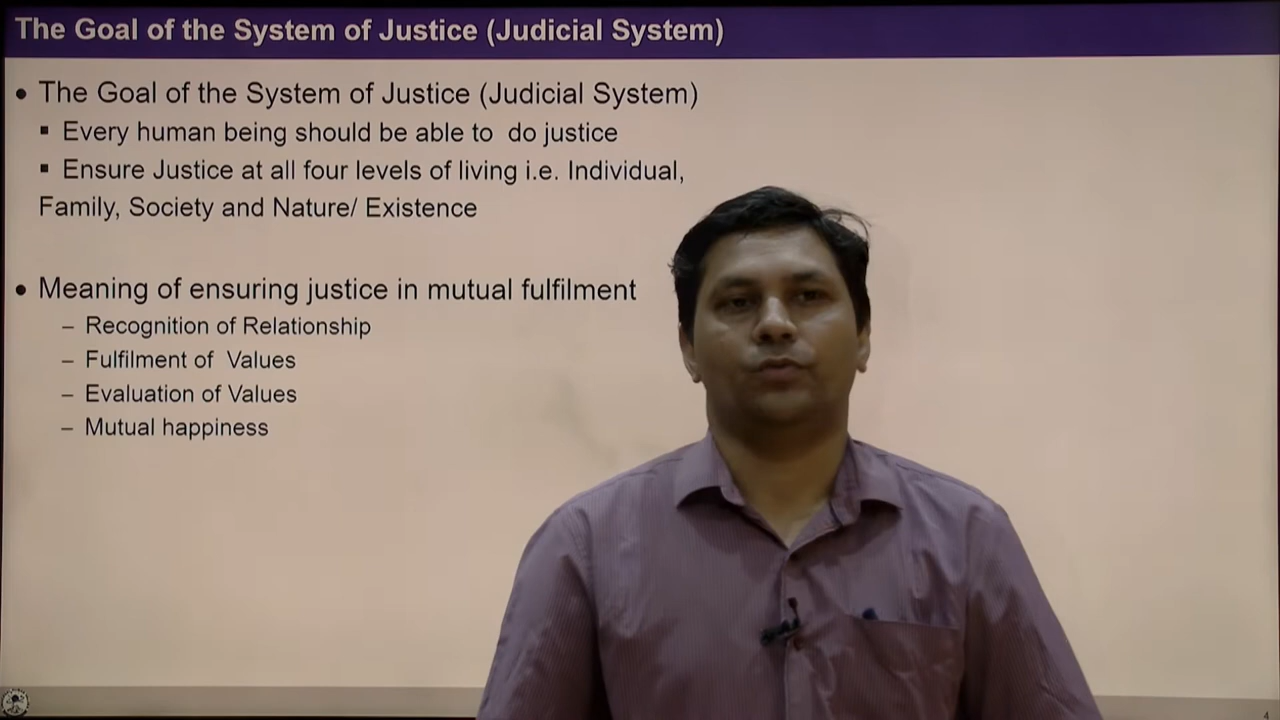 The Goal of the System of Justice (Judicial System)
• The Goal of the System of Justice (Judicial System)
▪ Every human being should be able to do justice
▪ Ensure Justice at all four levels of living i.e. Individual,
Family, Society and Nature/ Existence
• Meaning of ensuring justice in mutual fulfilment
– Recognition of Relationship
– Fulfilment of Values
– Evaluation of Values
– Mutual happiness
4